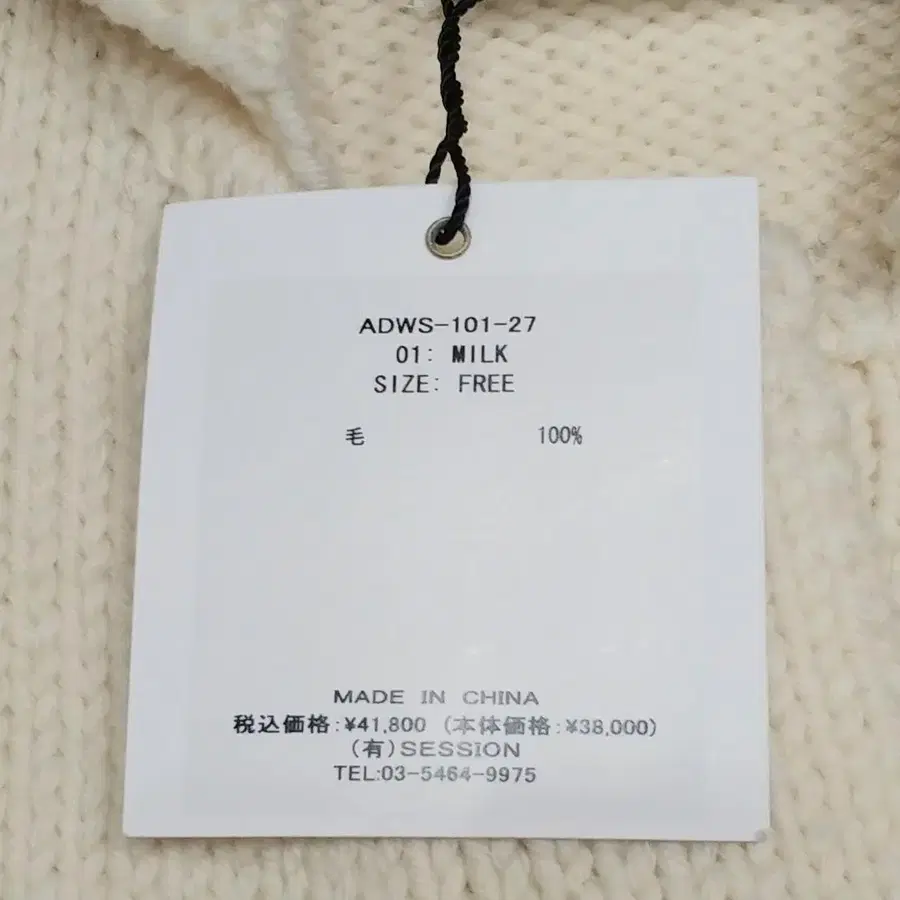 ADWS-101-27
01: MILK
SIZE: FREE
毛 100%
MADE IN CHINA
税込価格:¥41,800 (本体価格:¥38,000)
(有)SESSION
TEL:03-5464-9975